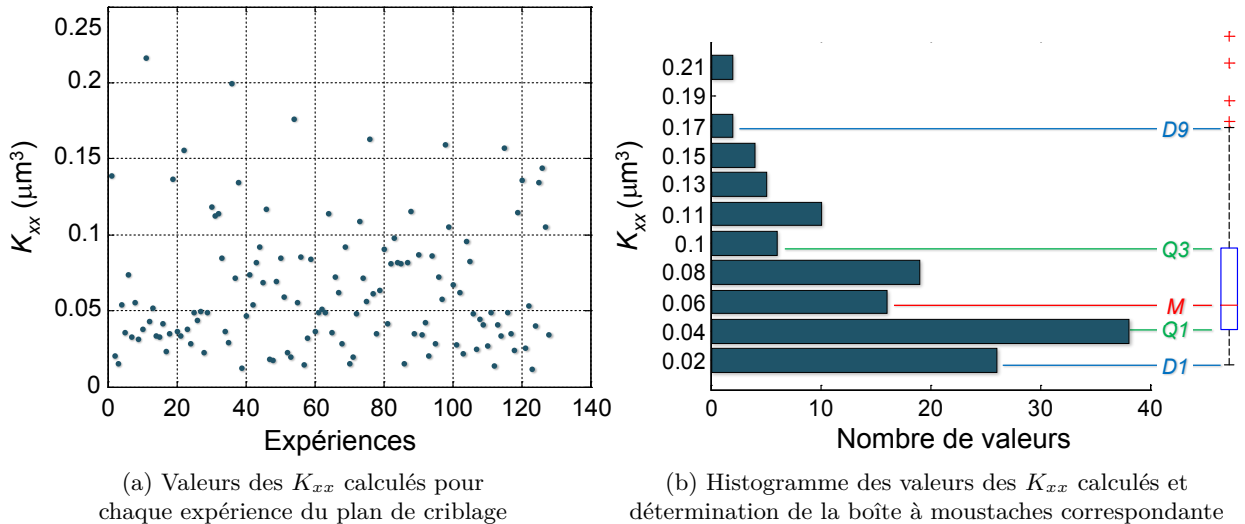 0.25
0.2
0.15
0.1
0.05
0
0 20 40 60 80 100 120 140
K_xx (μm³)
Expériences
0.21
0.19
0.17
0.15
0.13
0.11
0.1
0.08
0.06
0.04
0.02
0 10 20 30 40
K_xx (μm³)
Nombre de valeurs
D9
Q3
M
Q1
D1
(a) Valeurs des K_xx calculés pour
chaque expérience du plan de criblage
(b) Histogramme des valeurs des K_xx calculés et
détermination de la boîte à moustaches correspondante